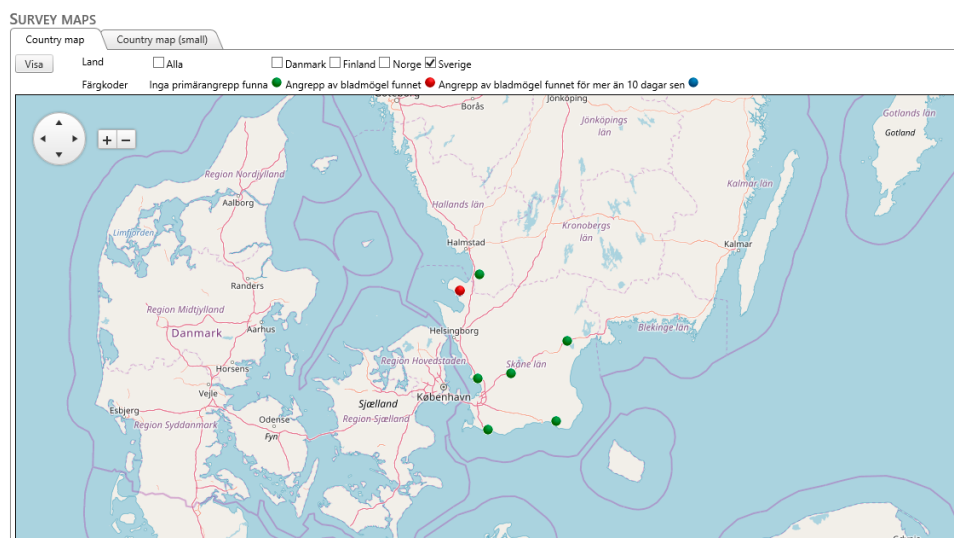 SURVEY MAPS
Country map Country map (small)
Visa Land Alla Danmark Finland Norge Sverige
Färgkoder Inga primärangrepp funna Angrepp av bladmögel funnet Angrepp av bladmögel funnet för mer än 10 dagar sen
Borås
Jönköping
Gotlands län
Jönköpings
län
Gotland
Region Nordjylland
Kalmar län
Aalborg
Hallands län
Kronobergs
län
Limfjorden
Halmstad
Kalmar
Randers
Region Midtjylland
Aarhus
Danmark
Helsingborg
Blekinge län
Region Hovedstaden
Skåne län
Horsens
Vejle
København
Sjælland
Esbjerg
Odense
Region Sjælland
Region Syddanmark
Fyn